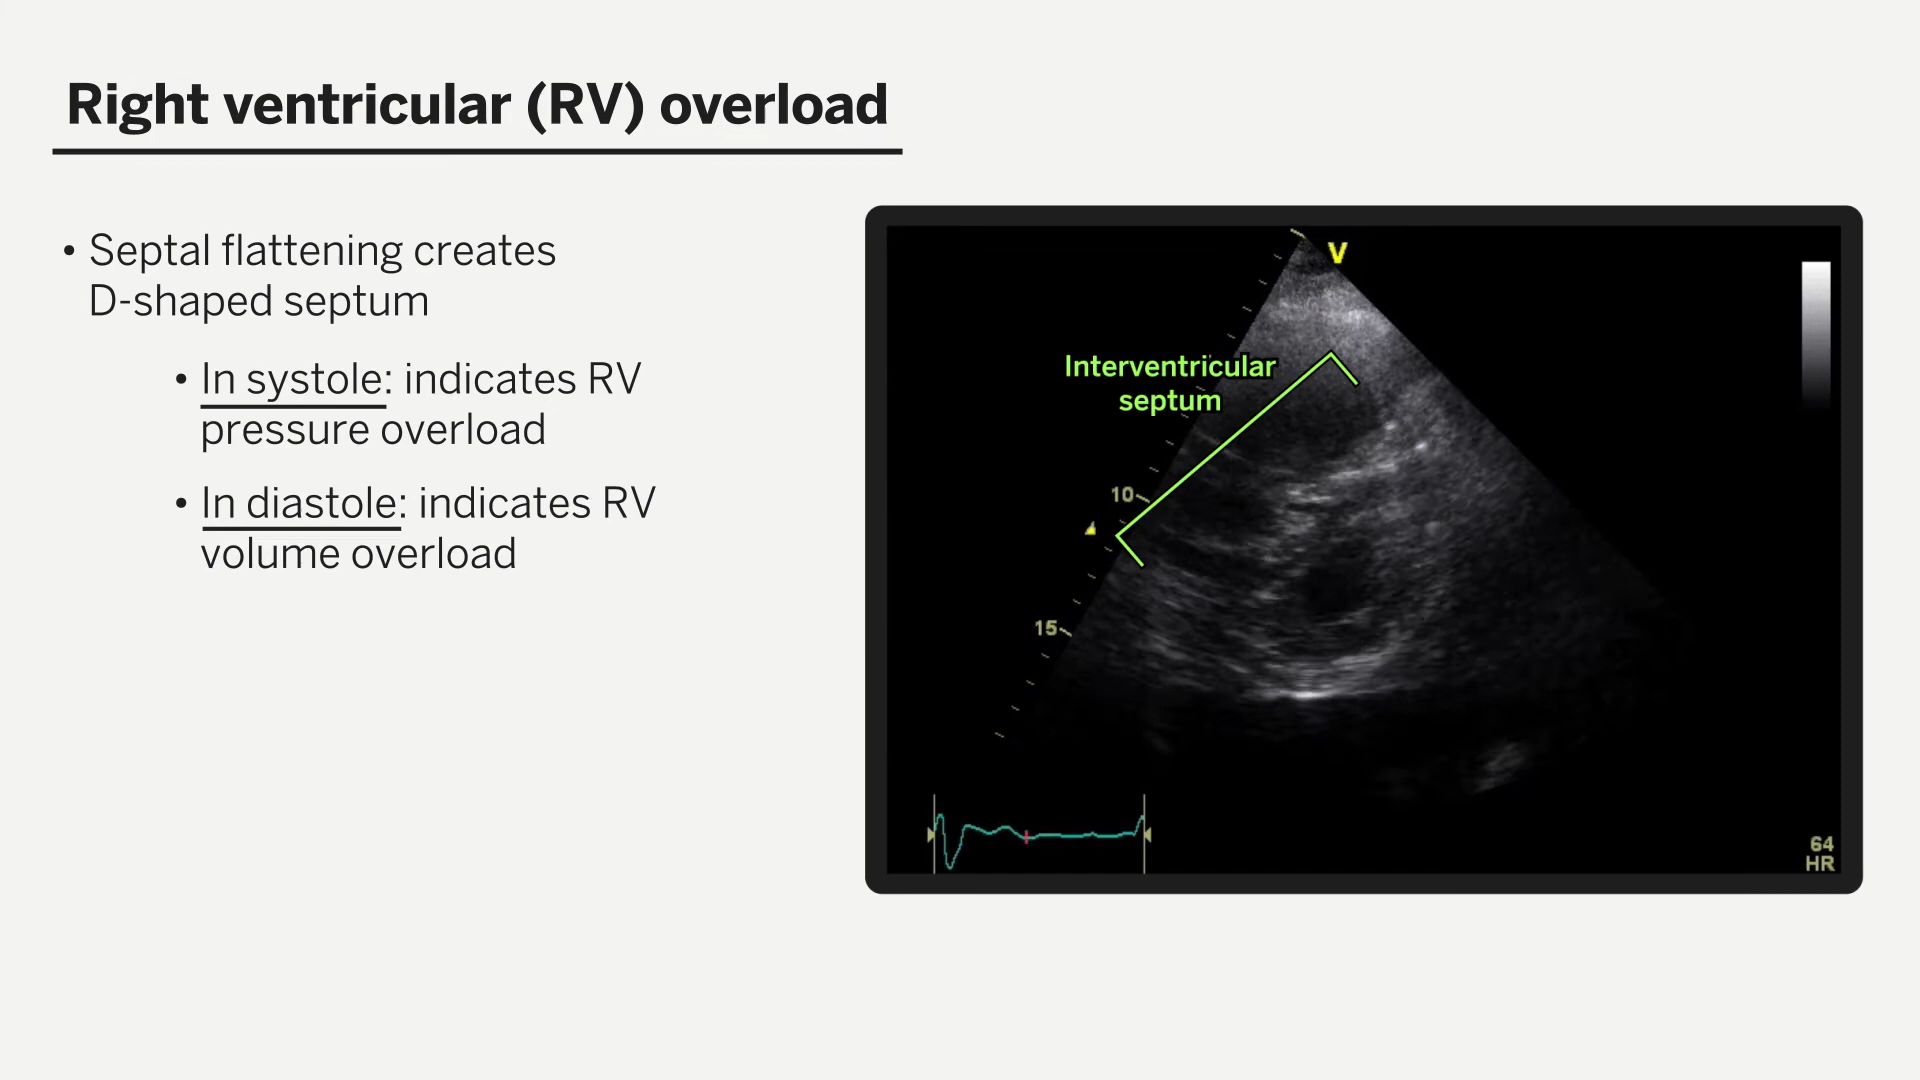 Right ventricular (RV) overload
• Septal flattening creates
D-shaped septum
• In systole: indicates RV
pressure overload
• In diastole: indicates RV
volume overload
V
Interventricular
septum
10
15
64
HR